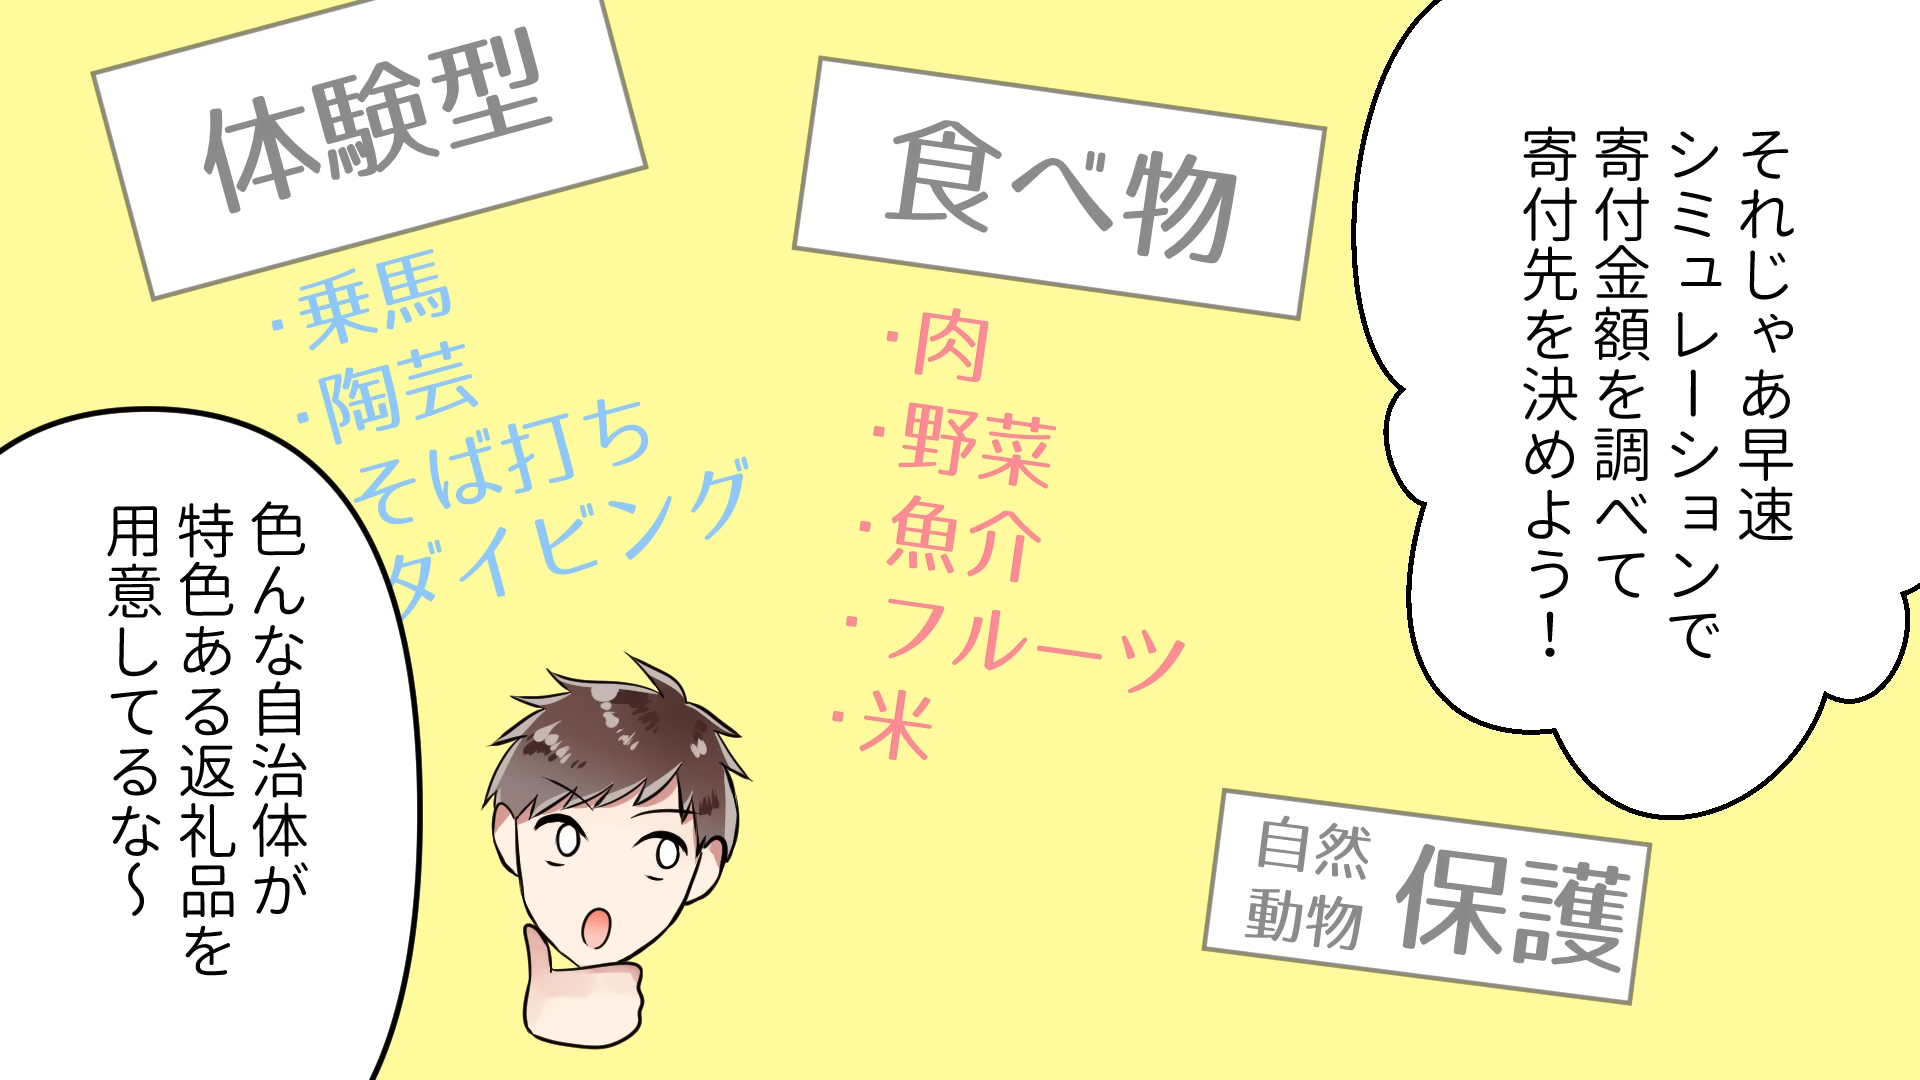 それじゃあ早速
シミュレーションで
寄付金額を調べて
寄付先を決めよう！
食べ物
・肉
・野菜
・魚介
・フルーツ
・米
体験型
・乗馬
・陶芸
そば打ち
ダイビング
自然
動物
保護
色んな自治体が
特色ある返礼品を
用意してるな～